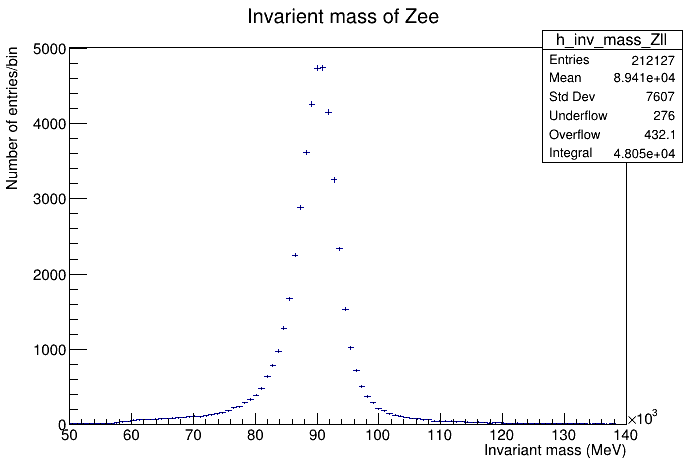 Invarient mass of Zee
h_inv_mass_Zll
Entries 212127
Mean 8.941e+04
Std Dev 7607
Underflow 276
Overflow 432.1
Integral 4.805e+04
Number of entries/bin
5000
4000
3000
2000
1000
0
50 60 70 80 90 100 110 120 130 140
×10³
Invariant mass (MeV)